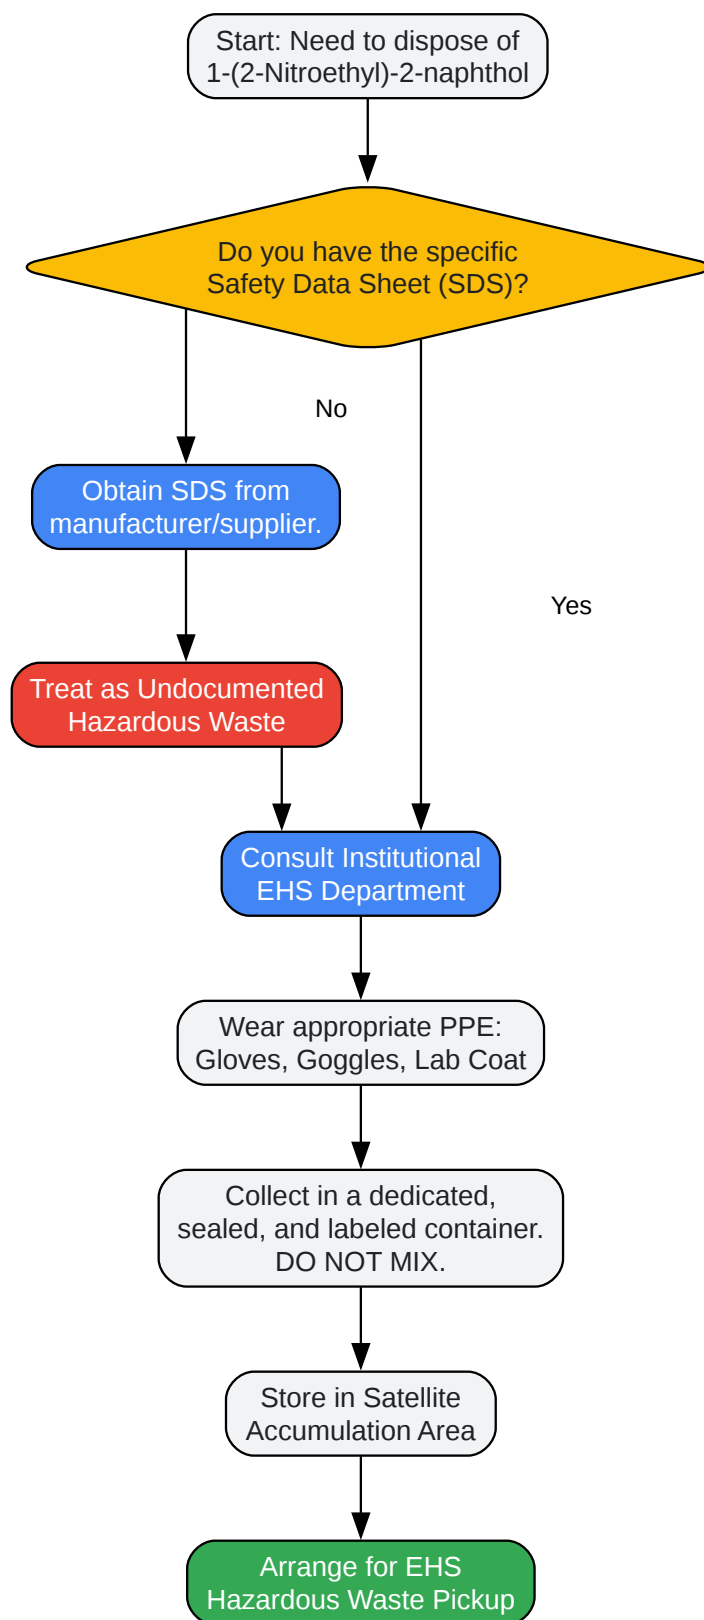 Start: Need to dispose of
1-(2-Nitroethyl)-2-naphthol
Do you have the specific
Safety Data Sheet (SDS)?
No
Obtain SDS from
manufacturer/supplier.
Yes
Treat as Undocumented
Hazardous Waste
Consult Institutional
EHS Department
Wear appropriate PPE:
Gloves, Goggles, Lab Coat
Collect in a dedicated,
sealed, and labeled container.
DO NOT MIX.
Store in Satellite
Accumulation Area
Arrange for EHS
Hazardous Waste Pickup